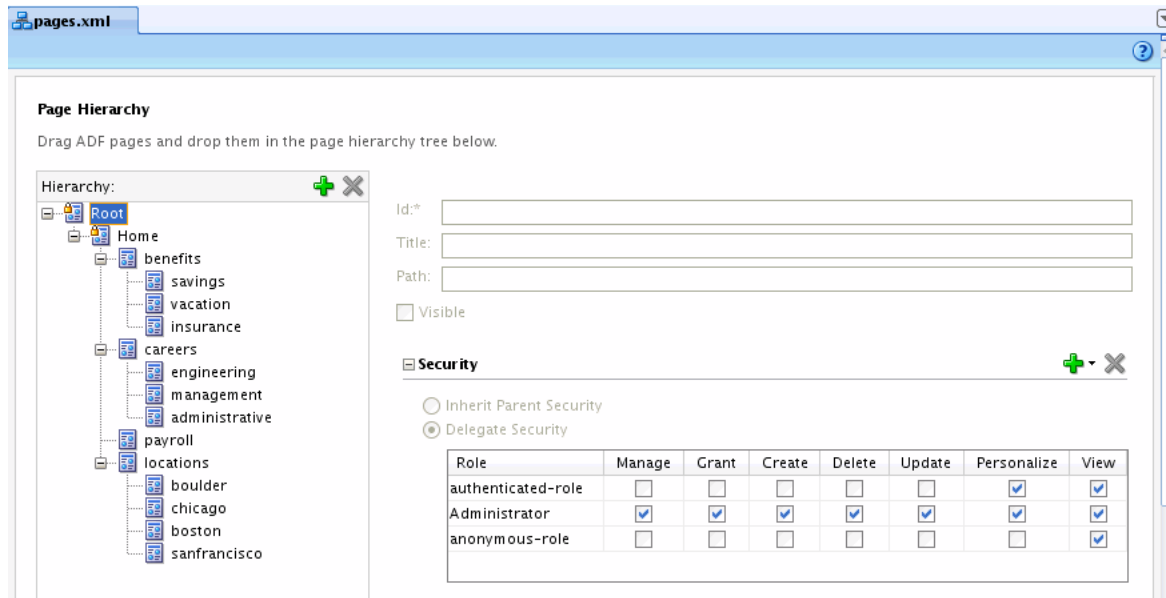 pages.xml
Page Hierarchy
Drag ADF pages and drop them in the page hierarchy tree below.
Hierarchy:
Root
Home
benefits
savings
vacation
insurance
careers
engineering
management
administrative
payroll
locations
boulder
chicago
boston
sanfrancisco
Id:*
Title:
Path:
Visible
Security
Inherit Parent Security
Delegate Security
Role Manage Grant Create Delete Update Personalize View
authenticated-role
Administrator
anonymous-role